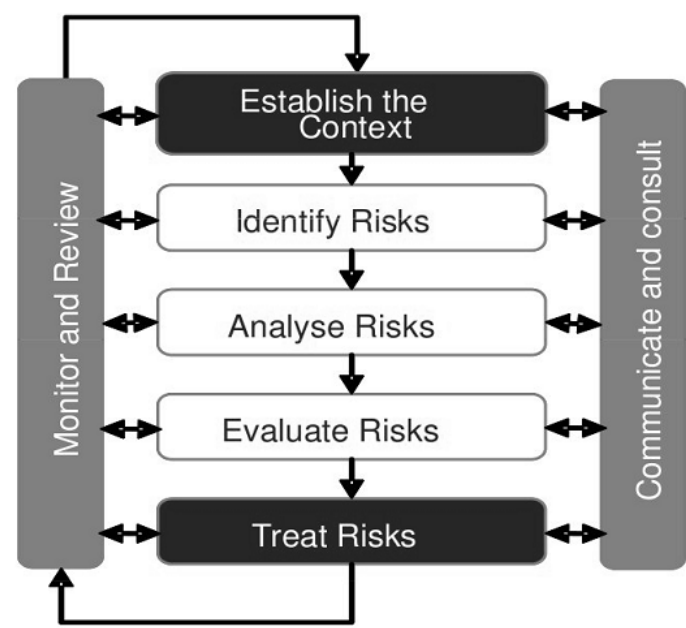 Establish the
Context
Identify Risks
Analyse Risks
Evaluate Risks
Treat Risks
Monitor and Review
Communicate and consult